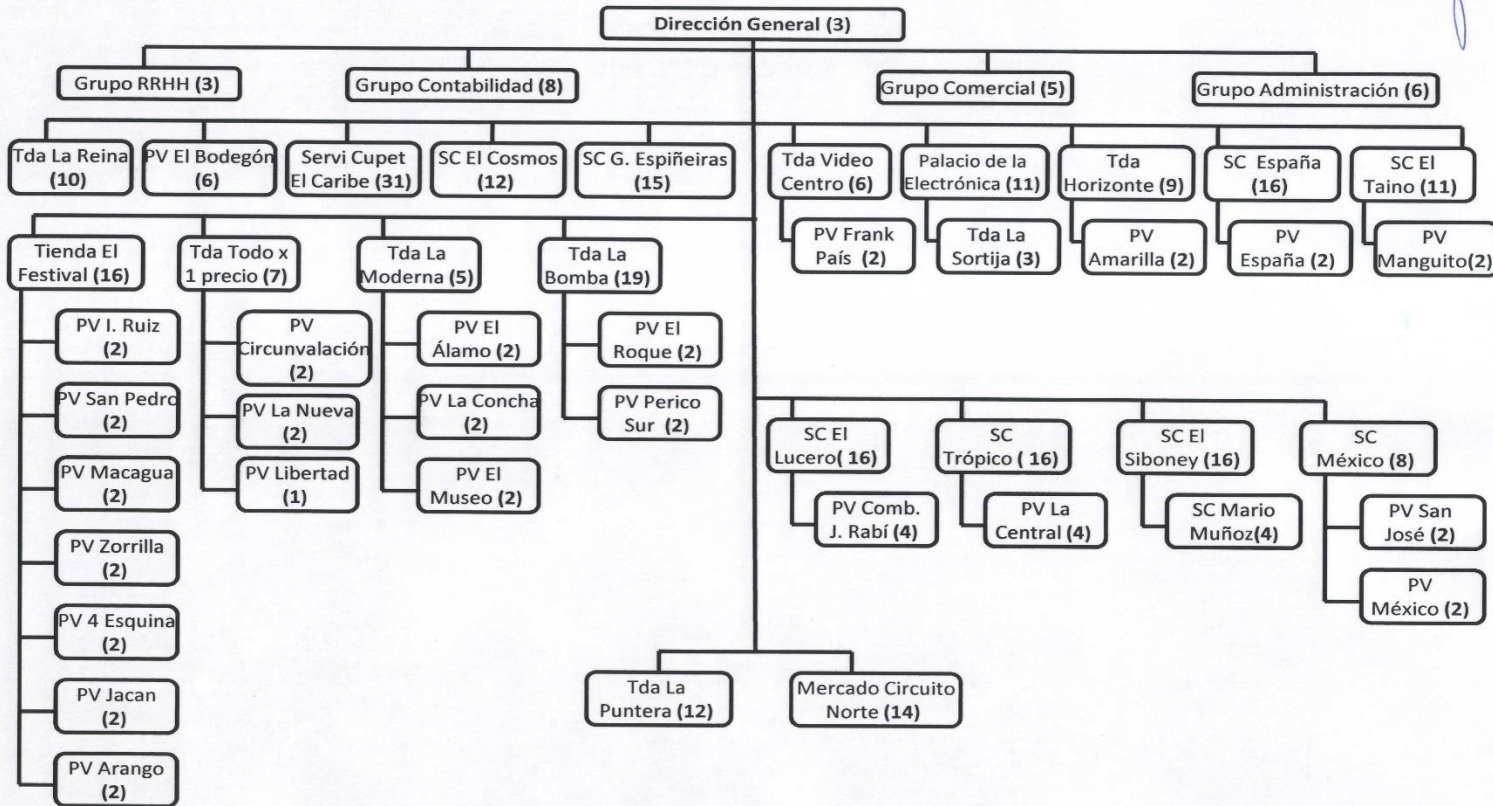 Dirección General (3)
Grupo RRHH (3)
Grupo Contabilidad (8)
Grupo Comercial (5)
Grupo Administración (6)
Tda La Reina
(10)
PV El Bodegón
(6)
Servi Cupet
El Caribe (31)
SC El Cosmos
(12)
SC G. Espiñeiras
(15)
Tda Video
Centro (6)
Palacio de la
Electrónica (11)
Tda
Horizonte (9)
SC España
(16)
SC El
Taino (11)
PV Frank
País (2)
Tda La
Sortija (3)
PV
Amarilla (2)
PV
España (2)
PV
Manguito(2)
Tienda El
Festival (16)
Tda Todo x
1 precio (7)
Tda La
Moderna (5)
Tda La
Bomba (19)
PV I. Ruiz
(2)
PV San Pedro
(2)
PV Macagua
(2)
PV Zorrilla
(2)
PV 4 Esquina
(2)
PV Jacan
(2)
PV Arango
(2)
PV
Circunvalación
(2)
PV La Nueva
(2)
PV Libertad
(1)
PV El
Álamo (2)
PV La Concha
(2)
PV El
Museo (2)
PV El
Roque (2)
PV Perico
Sur (2)
SC El
Lucero( 16)
SC
Trópico ( 16)
SC El
Siboney (16)
SC
México (8)
PV Comb.
J. Rabí (4)
PV La
Central (4)
SC Mario
Muñoz(4)
PV San
José (2)
PV
México (2)
Tda La
Puntera (12)
Mercado Circuito
Norte (14)